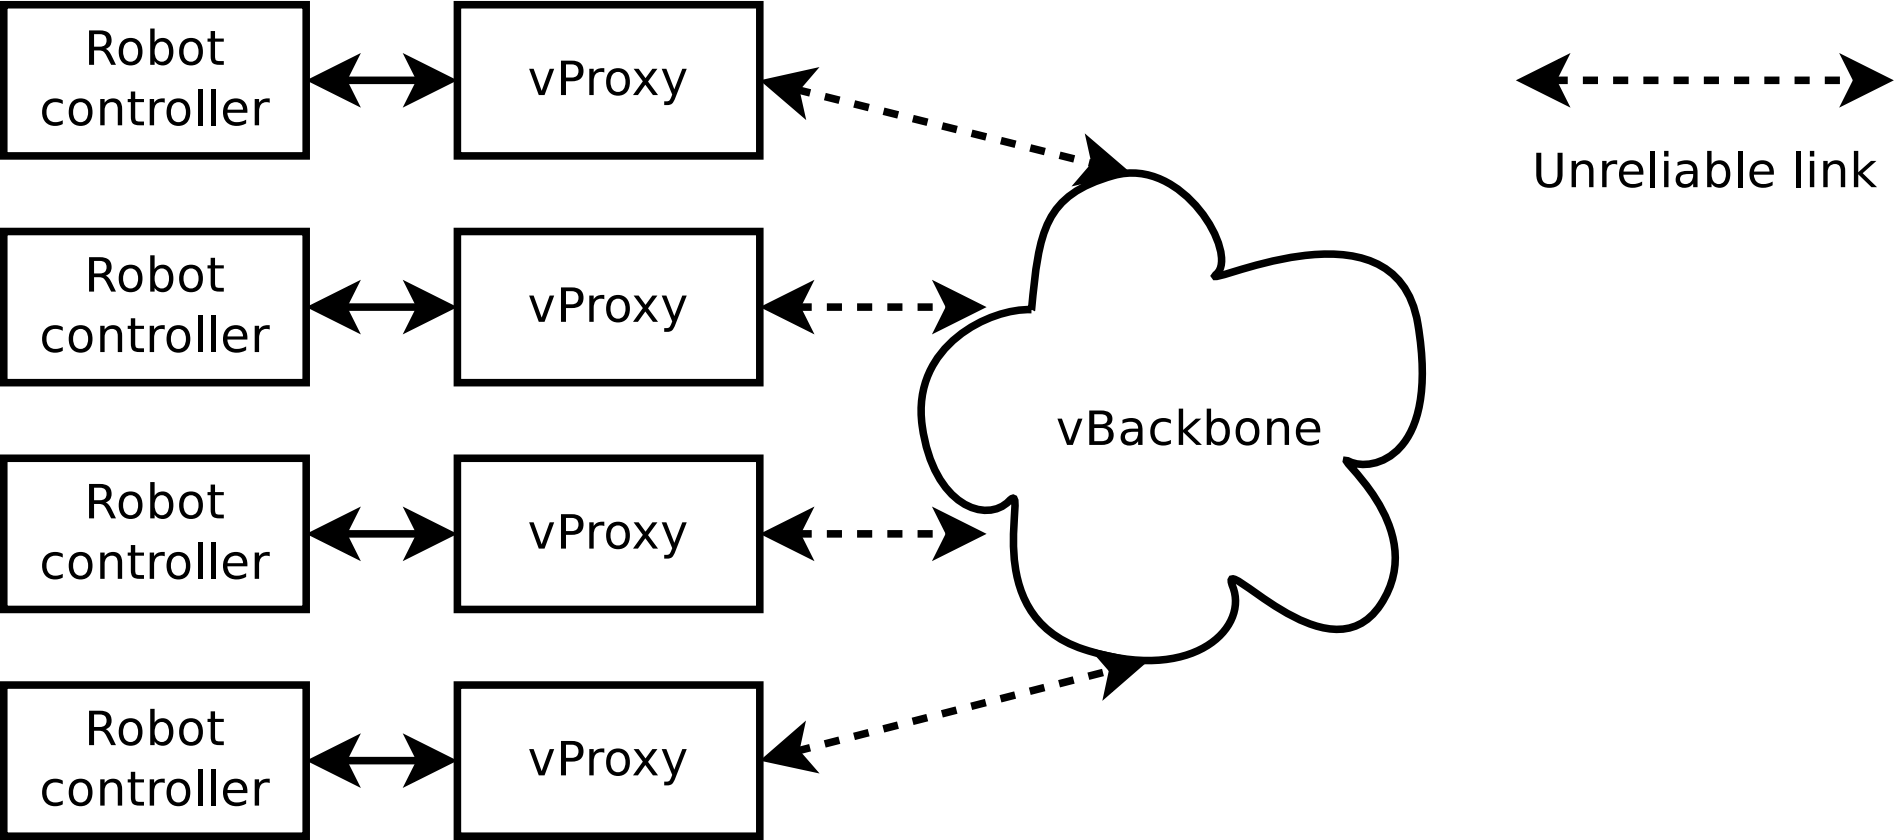 Robot
controller
vProxy
Robot
controller
vProxy
Robot
controller
vProxy
Robot
controller
vProxy
vBackbone
Unreliable link